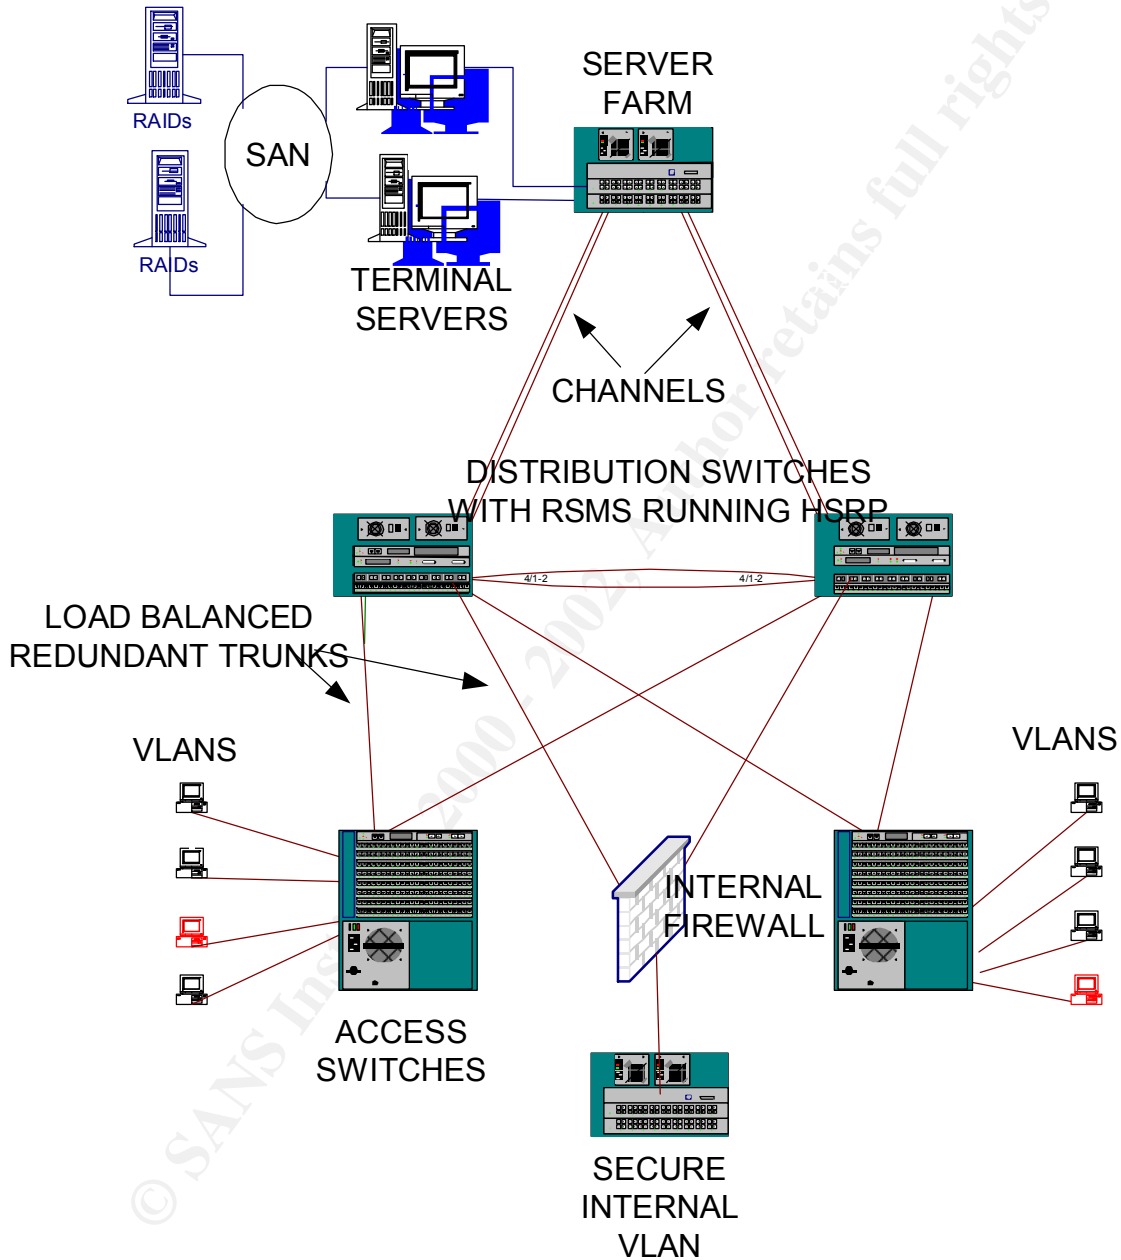 SERVER
FARM
RAIDs
SAN
RAIDs
TERMINAL
SERVERS
CHANNELS
DISTRIBUTION SWITCHES
WITH RSMS RUNNING HSRP
4/1-2
4/1-2
LOAD BALANCED
REDUNDANT TRUNKS
VLANS
VLANS
INTERNAL
FIREWALL
ACCESS
SWITCHES
SECURE
INTERNAL
VLAN
© SANS Inst 2000 - 2002, Author retains full rights